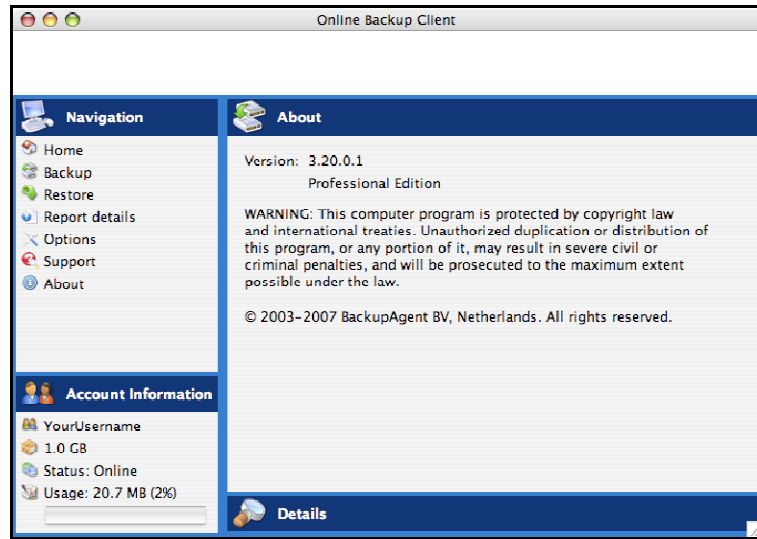 Online Backup Client
Navigation
Home
Backup
Restore
Report details
Options
Support
About
Account Information
YourUsername
1.0 GB
Status: Online
Usage: 20.7 MB (2%)
About
Version: 3.20.0.1
Professional Edition
WARNING: This computer program is protected by copyright law
and international treaties. Unauthorized duplication or distribution of
this program, or any portion of it, may result in severe civil or
criminal penalties, and will be prosecuted to the maximum extent
possible under the law.
© 2003-2007 BackupAgent BV, Netherlands. All rights reserved.
Details